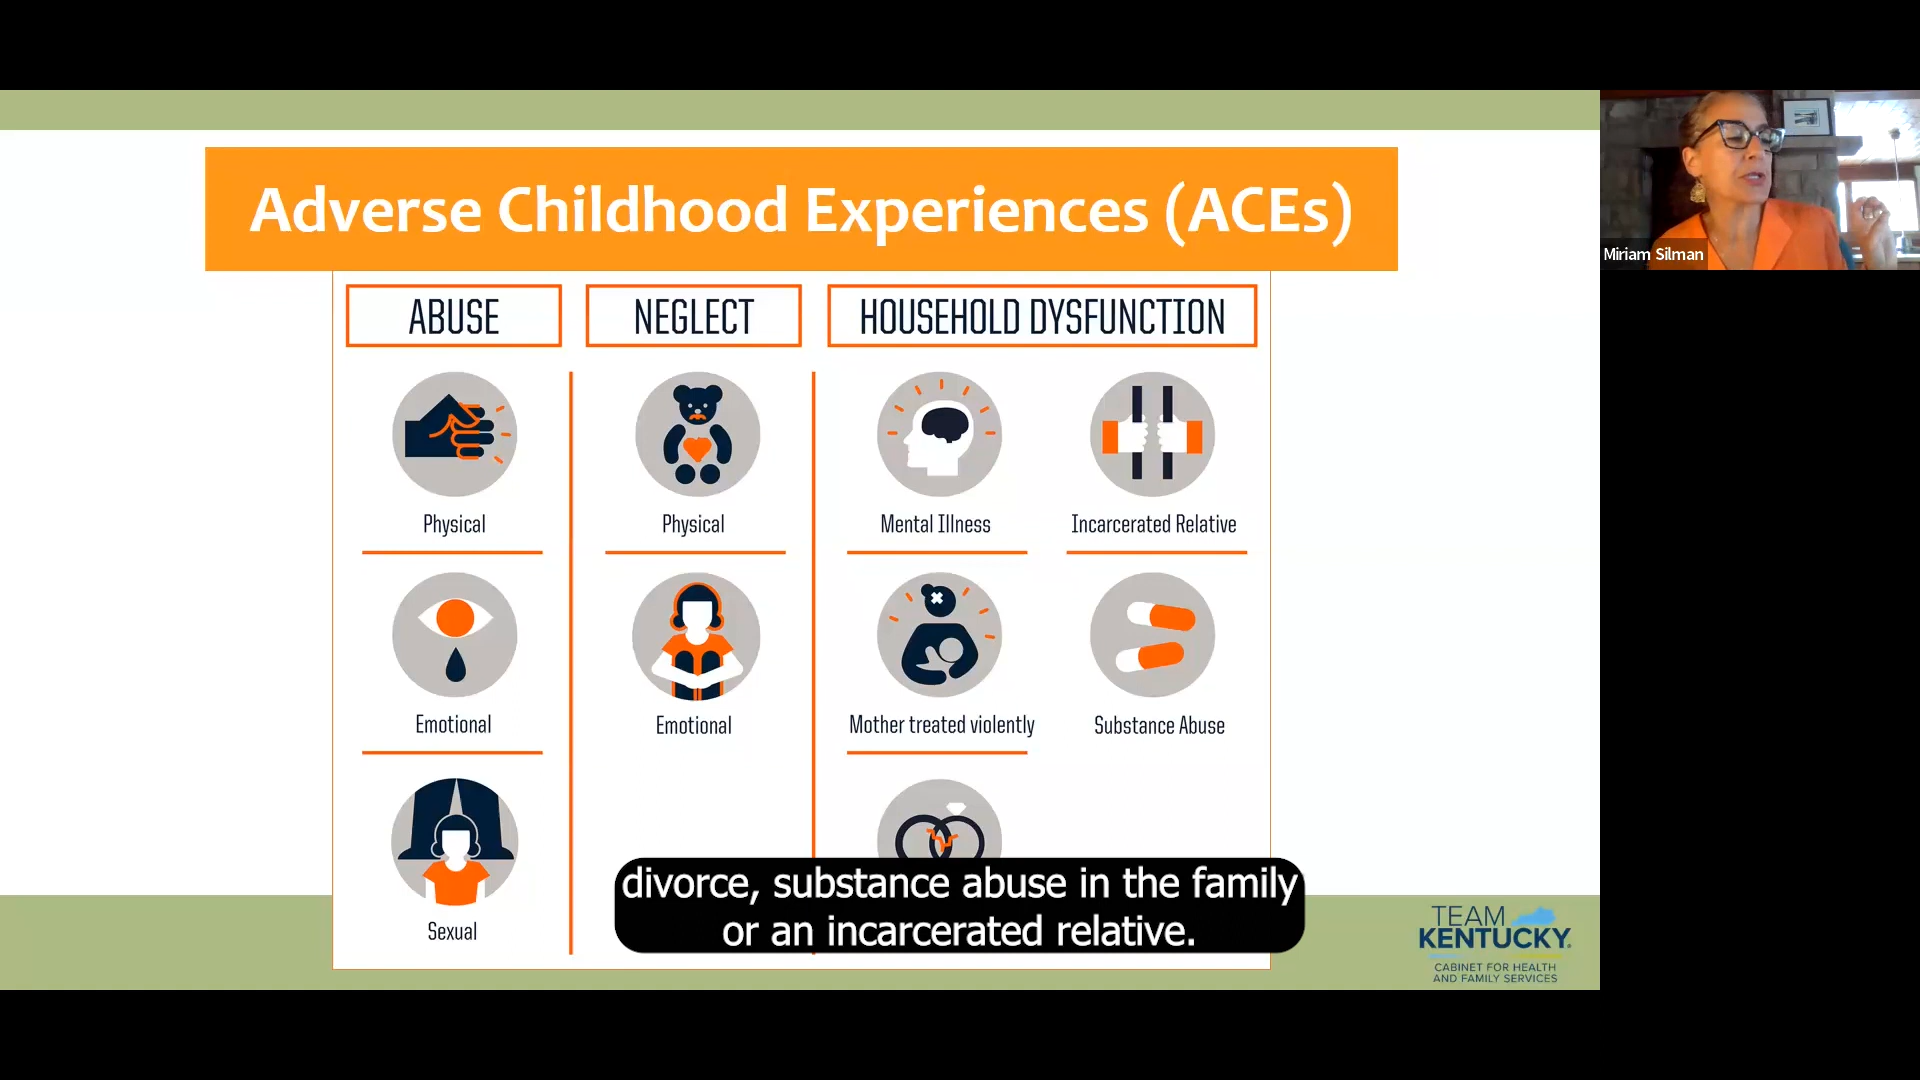 Adverse Childhood Experiences (ACEs)
Miriam Silman
ABUSE
NEGLECT
HOUSEHOLD DYSFUNCTION
Physical
Physical
Mental Illness
Incarcerated Relative
Emotional
Emotional
Mother treated violently
Substance Abuse
Sexual
divorce, substance abuse in the family
or an incarcerated relative.
TEAM
KENTUCKY®
CABINET FOR HEALTH
AND FAMILY SERVICES